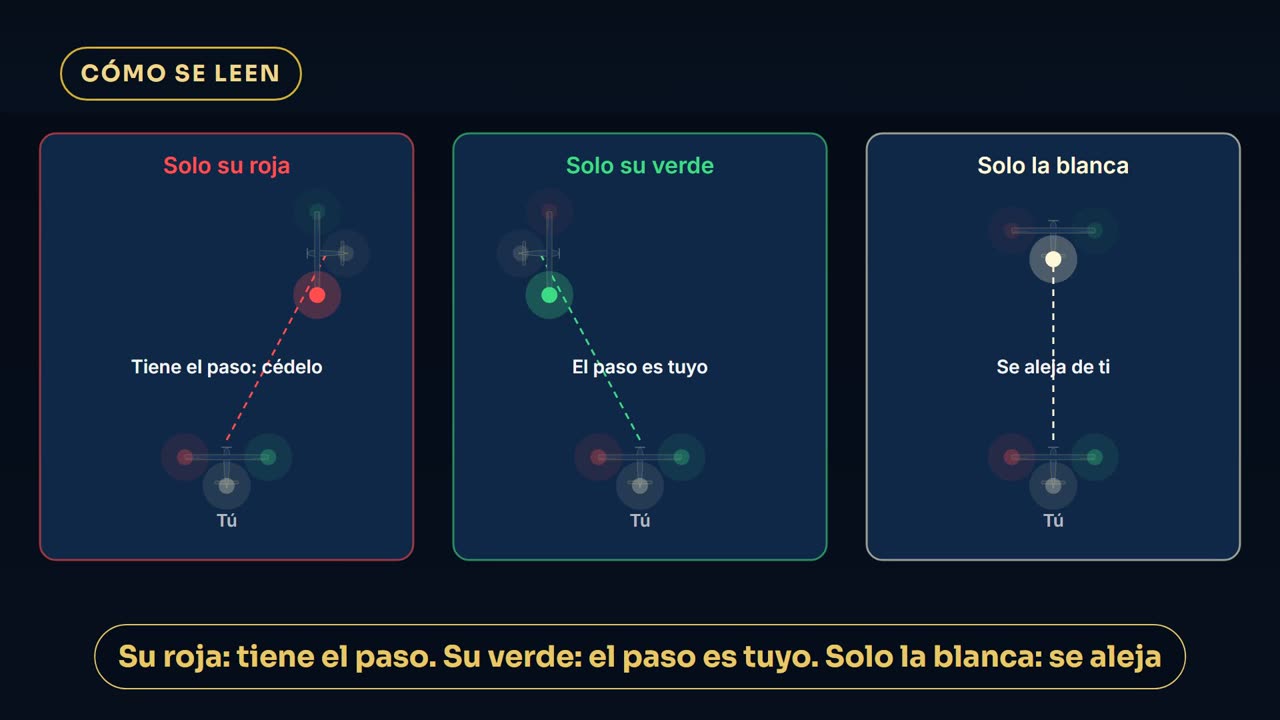 CÓMO SE LEEN
Solo su roja
Tiene el paso: cédelo
Tú
Solo su verde
El paso es tuyo
Tú
Solo la blanca
Se aleja de ti
Tú
Su roja: tiene el paso. Su verde: el paso es tuyo. Solo la blanca: se aleja